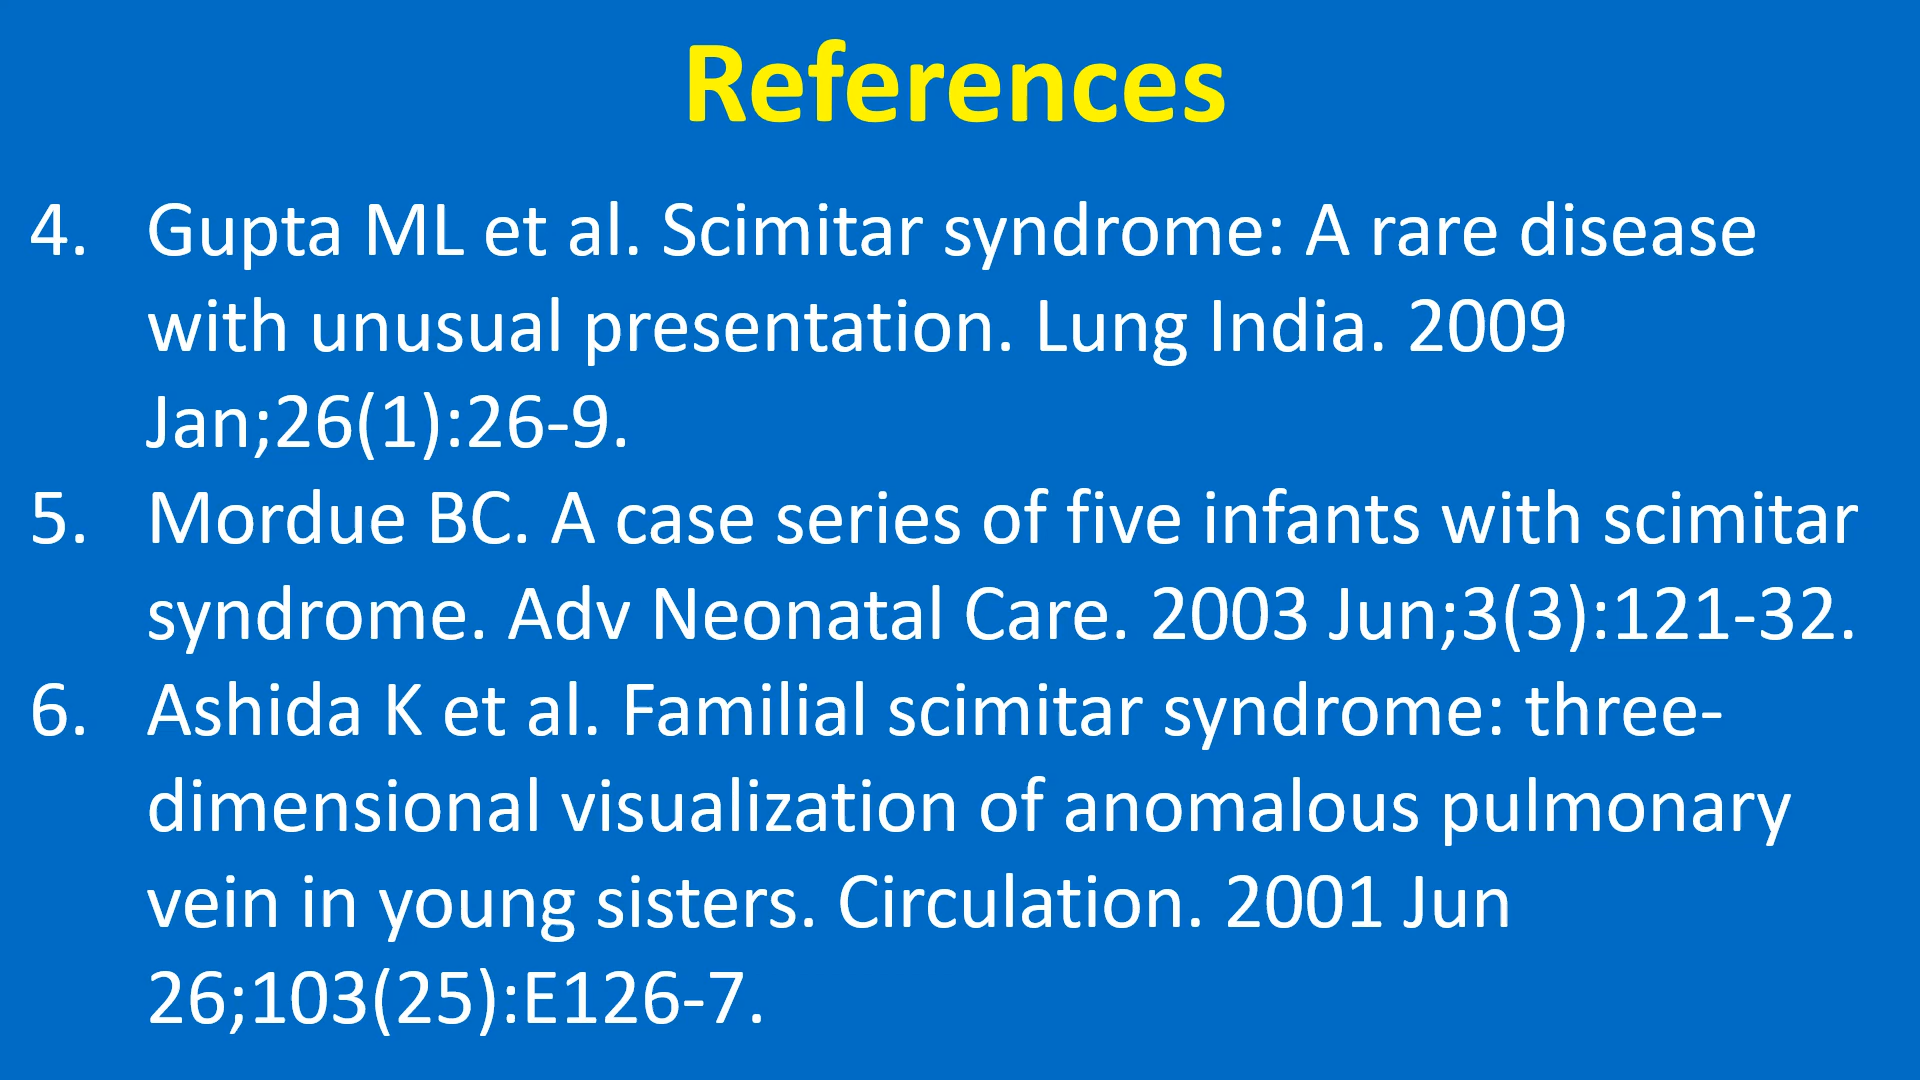 References
4. Gupta ML et al. Scimitar syndrome: A rare disease
with unusual presentation. Lung India. 2009
Jan;26(1):26-9.
5. Mordue BC. A case series of five infants with scimitar
syndrome. Adv Neonatal Care. 2003 Jun;3(3):121-32.
6. Ashida K et al. Familial scimitar syndrome: three-
dimensional visualization of anomalous pulmonary
vein in young sisters. Circulation. 2001 Jun
26;103(25):E126-7.